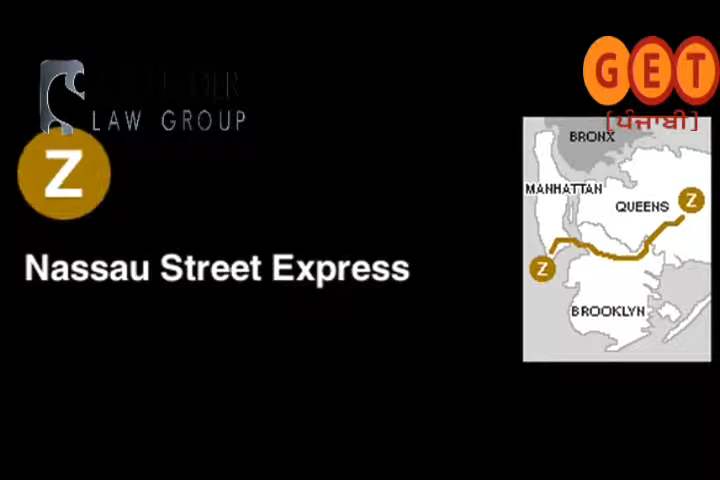 LAW GROUP
GET
[ਪੰਜਾਬੀ]
Z
Nassau Street Express
BRONX
MANHATTAN
QUEENS
Z
Z
BROOKLYN